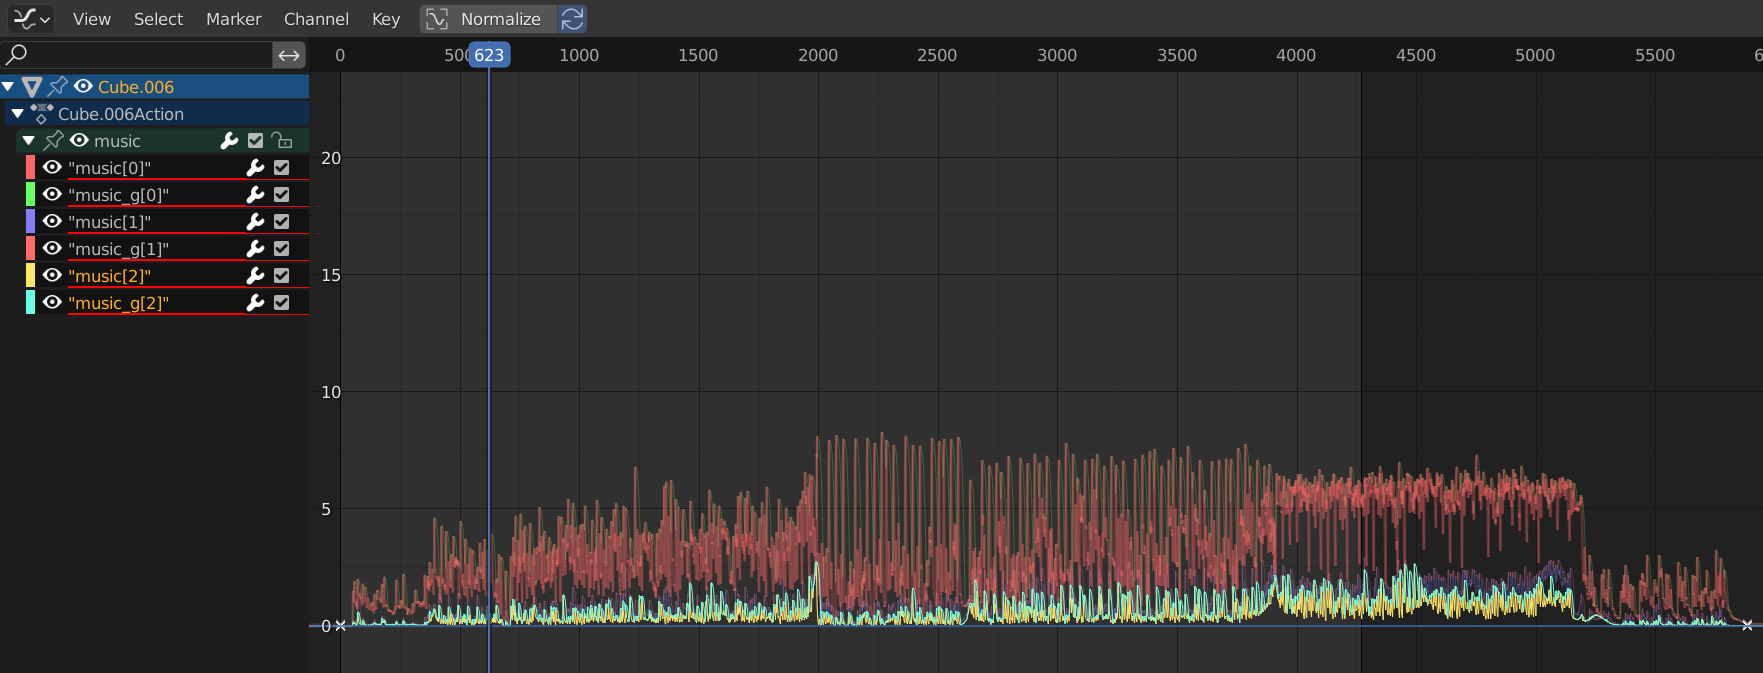 View Select Marker Channel Key Normalize
0 500 623 1000 1500 2000 2500 3000 3500 4000 4500 5000 5500 6
Cube.006
Cube.006Action
music
"music[0]"
"music_g[0]"
"music[1]"
"music_g[1]"
"music[2]"
"music_g[2]"
20
15
10
5
0